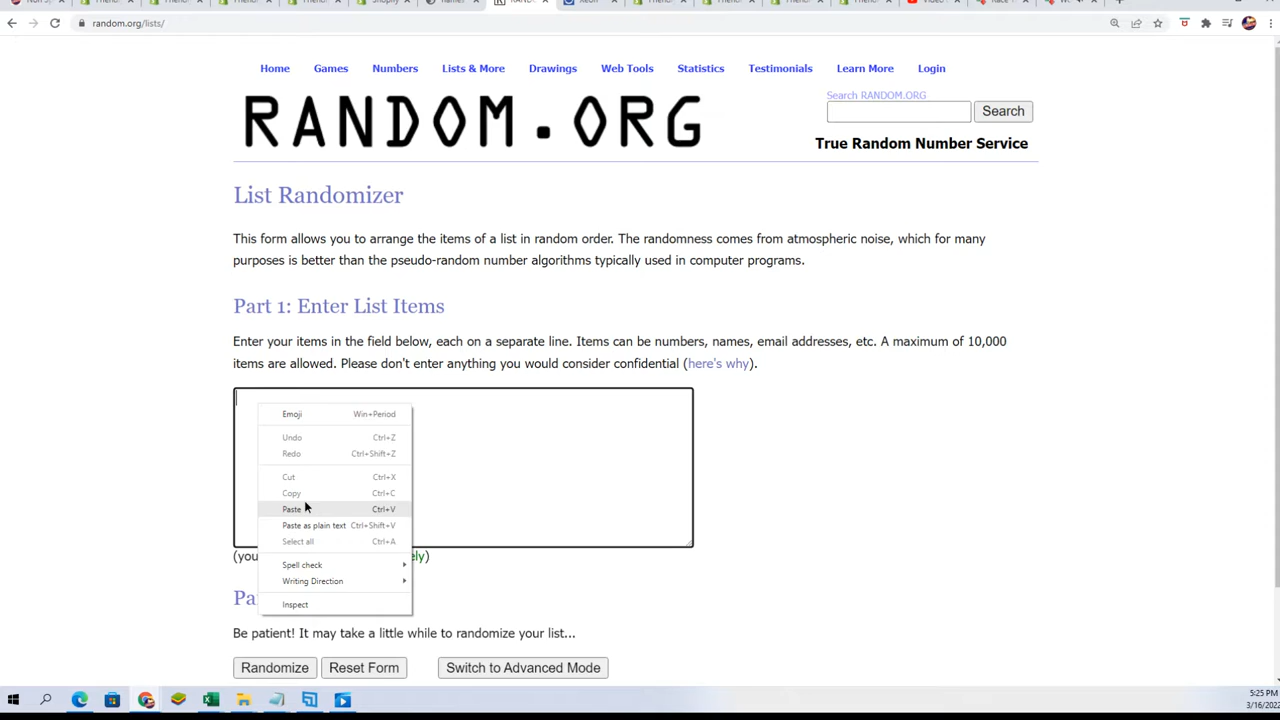 random.org/lists/
Home Games Numbers Lists & More Drawings Web Tools Statistics Testimonials Learn More Login
Search RANDOM.ORG
RANDOM.ORG
Search
True Random Number Service
List Randomizer
This form allows you to arrange the items of a list in random order. The randomness comes from atmospheric noise, which for many
purposes is better than the pseudo-random number algorithms typically used in computer programs.
Part 1: Enter List Items
Enter your items in the field below, each on a separate line. Items can be numbers, names, email addresses, etc. A maximum of 10,000
items are allowed. Please don't enter anything you would consider confidential (here's why).
Emoji Win+Period
Undo Ctrl+Z
Redo Ctrl+Shift+Z
Cut Ctrl+X
Copy Ctrl+C
Paste Ctrl+V
Paste as plain text Ctrl+Shift+V
Select all Ctrl+A
Spell check
Writing Direction
Inspect
Be patient! It may take a little while to randomize your list...
Randomize Reset Form Switch to Advanced Mode
5:25 PM